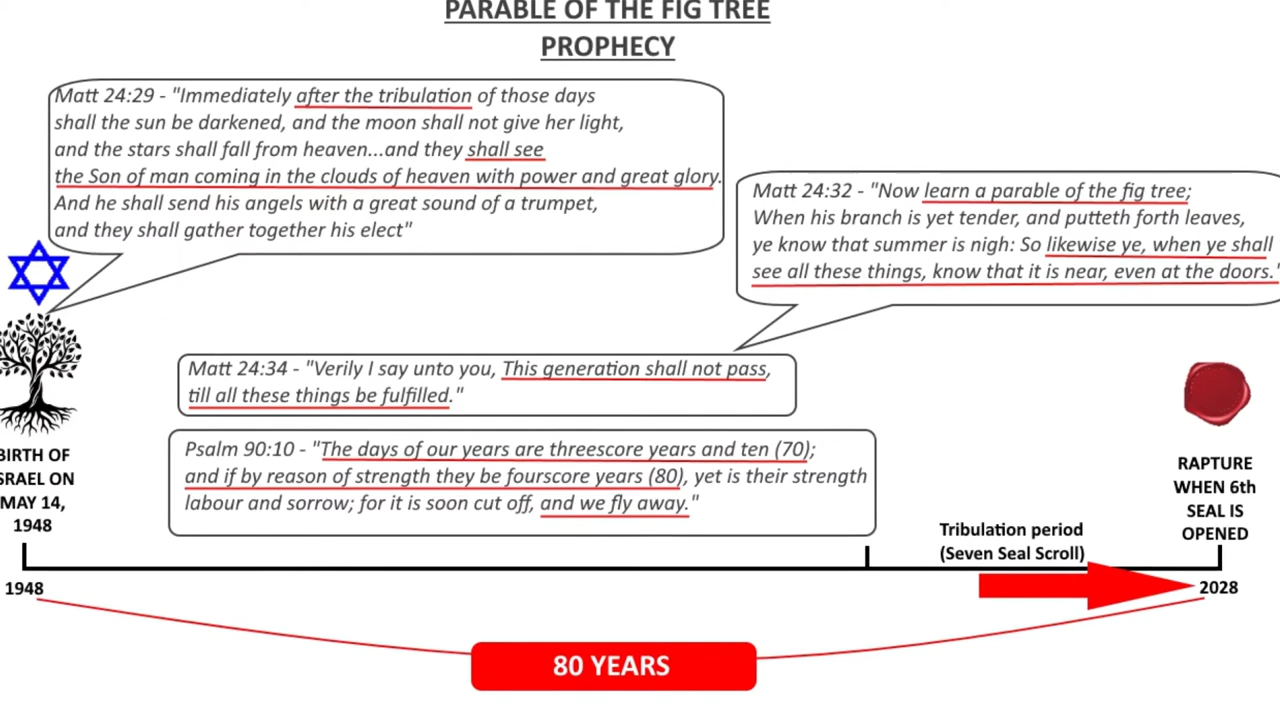 PARABLE OF THE FIG TREE
PROPHECY
Matt 24:29 - "Immediately after the tribulation of those days
shall the sun be darkened, and the moon shall not give her light,
and the stars shall fall from heaven...and they shall see
the Son of man coming in the clouds of heaven with power and great glory.
And he shall send his angels with a great sound of a trumpet,
and they shall gather together his elect"
Matt 24:32 - "Now learn a parable of the fig tree;
When his branch is yet tender, and putteth forth leaves,
ye know that summer is nigh: So likewise ye, when ye shall
see all these things, know that it is near, even at the doors."
Matt 24:34 - "Verily I say unto you, This generation shall not pass,
till all these things be fulfilled."
Psalm 90:10 - "The days of our years are threescore years and ten (70);
and if by reason of strength they be fourscore years (80), yet is their strength
labour and sorrow; for it is soon cut off, and we fly away."
BIRTH OF
ISRAEL ON
MAY 14,
1948
RAPTURE
WHEN 6th
SEAL IS
OPENED
Tribulation period
(Seven Seal Scroll)
1948
2028
80 YEARS